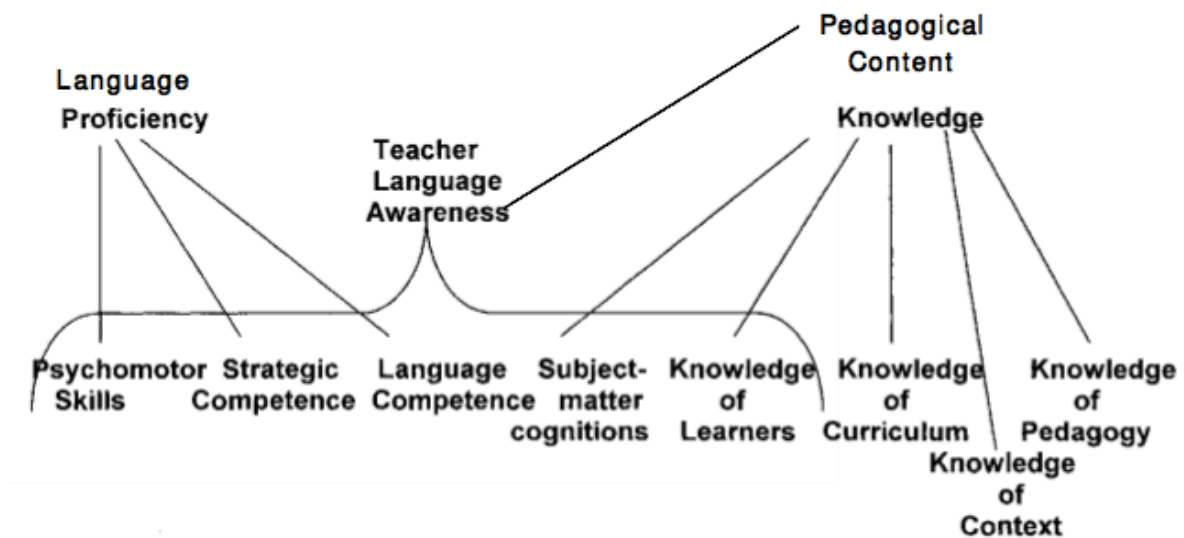 Pedagogical
Content
Knowledge
Language
Proficiency
Teacher
Language
Awareness
Psychomotor
Skills
Strategic
Competence
Language
Competence
Subject-
matter
cognitions
Knowledge
of
Learners
Knowledge
of
Curriculum
Knowledge
of
Pedagogy
Knowledge
of
Context